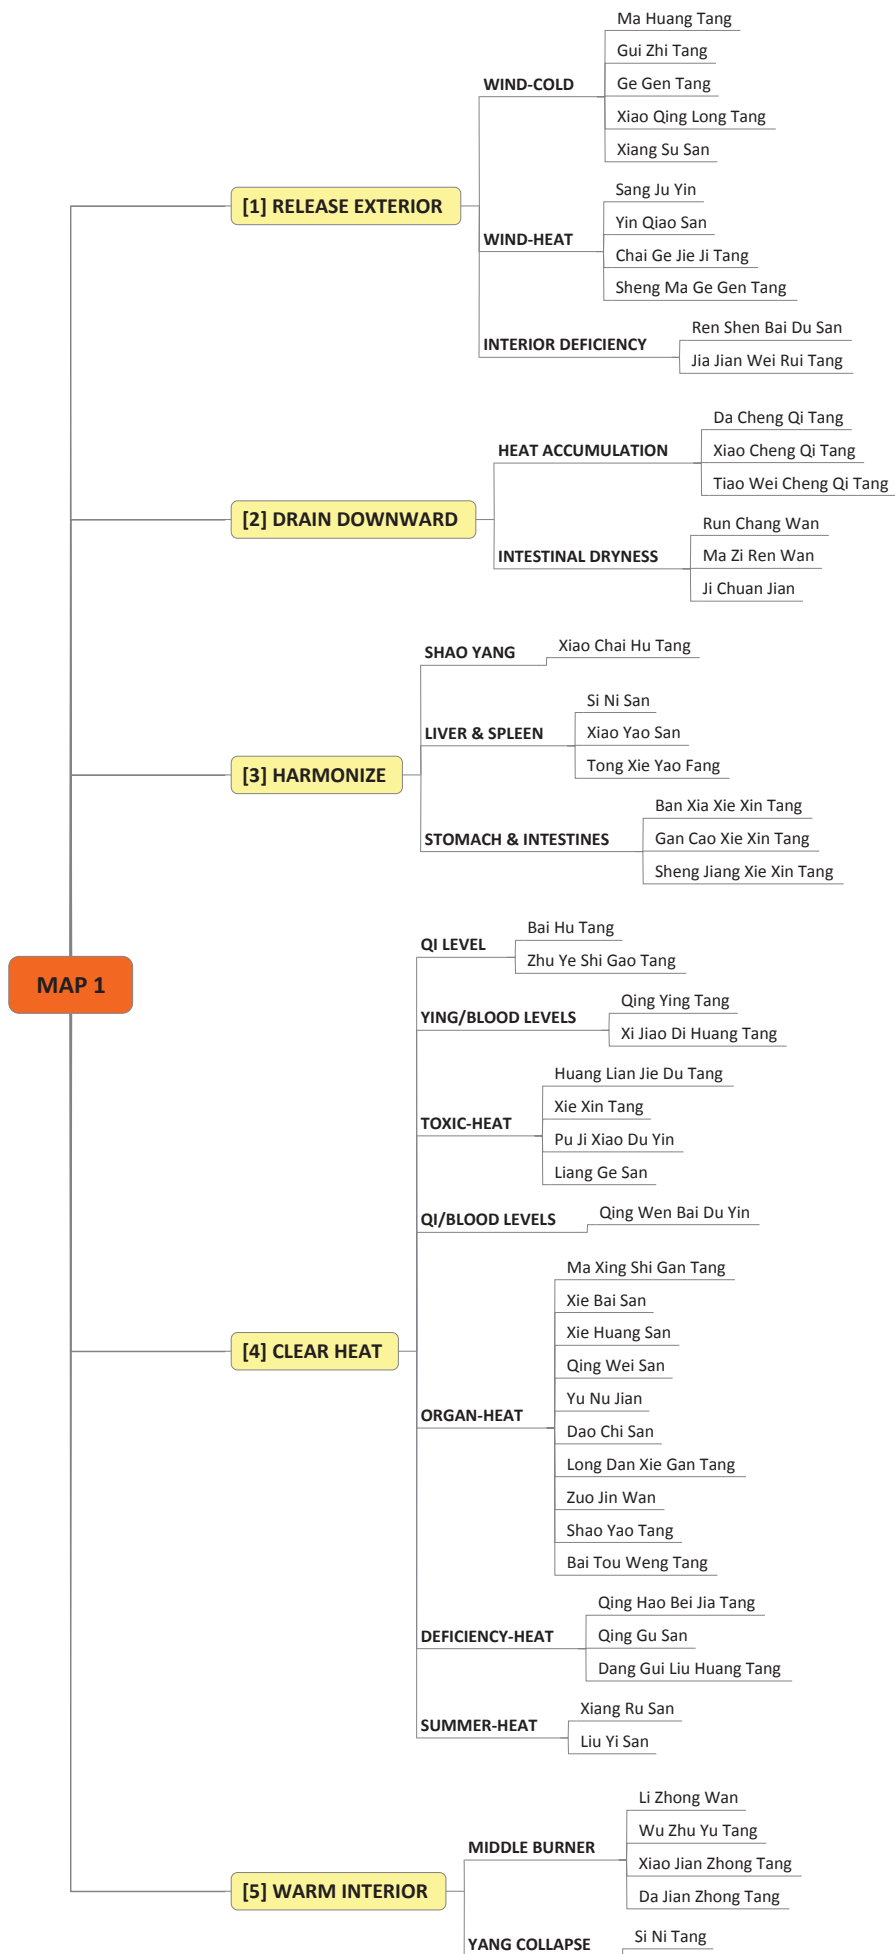 MAP 1
[1] RELEASE EXTERIOR
WIND-COLD
Ma Huang Tang
Gui Zhi Tang
Ge Gen Tang
Xiao Qing Long Tang
Xiang Su San
WIND-HEAT
Sang Ju Yin
Yin Qiao San
Chai Ge Jie Ji Tang
Sheng Ma Ge Gen Tang
INTERIOR DEFICIENCY
Ren Shen Bai Du San
Jia Jian Wei Rui Tang
[2] DRAIN DOWNWARD
HEAT ACCUMULATION
Da Cheng Qi Tang
Xiao Cheng Qi Tang
Tiao Wei Cheng Qi Tang
INTESTINAL DRYNESS
Run Chang Wan
Ma Zi Ren Wan
Ji Chuan Jian
[3] HARMONIZE
SHAO YANG
Xiao Chai Hu Tang
LIVER & SPLEEN
Si Ni San
Xiao Yao San
Tong Xie Yao Fang
STOMACH & INTESTINES
Ban Xia Xie Xin Tang
Gan Cao Xie Xin Tang
Sheng Jiang Xie Xin Tang
[4] CLEAR HEAT
QI LEVEL
Bai Hu Tang
Zhu Ye Shi Gao Tang
YING/BLOOD LEVELS
Qing Ying Tang
Xi Jiao Di Huang Tang
TOXIC-HEAT
Huang Lian Jie Du Tang
Xie Xin Tang
Pu Ji Xiao Du Yin
Liang Ge San
QI/BLOOD LEVELS
Qing Wen Bai Du Yin
ORGAN-HEAT
Ma Xing Shi Gan Tang
Xie Bai San
Xie Huang San
Qing Wei San
Yu Nu Jian
Dao Chi San
Long Dan Xie Gan Tang
Zuo Jin Wan
Shao Yao Tang
Bai Tou Weng Tang
DEFICIENCY-HEAT
Qing Hao Bei Jia Tang
Qing Gu San
Dang Gui Liu Huang Tang
SUMMER-HEAT
Xiang Ru San
Liu Yi San
[5] WARM INTERIOR
MIDDLE BURNER
Li Zhong Wan
Wu Zhu Yu Tang
Xiao Jian Zhong Tang
Da Jian Zhong Tang
YANG COLLAPSE
Si Ni Tang